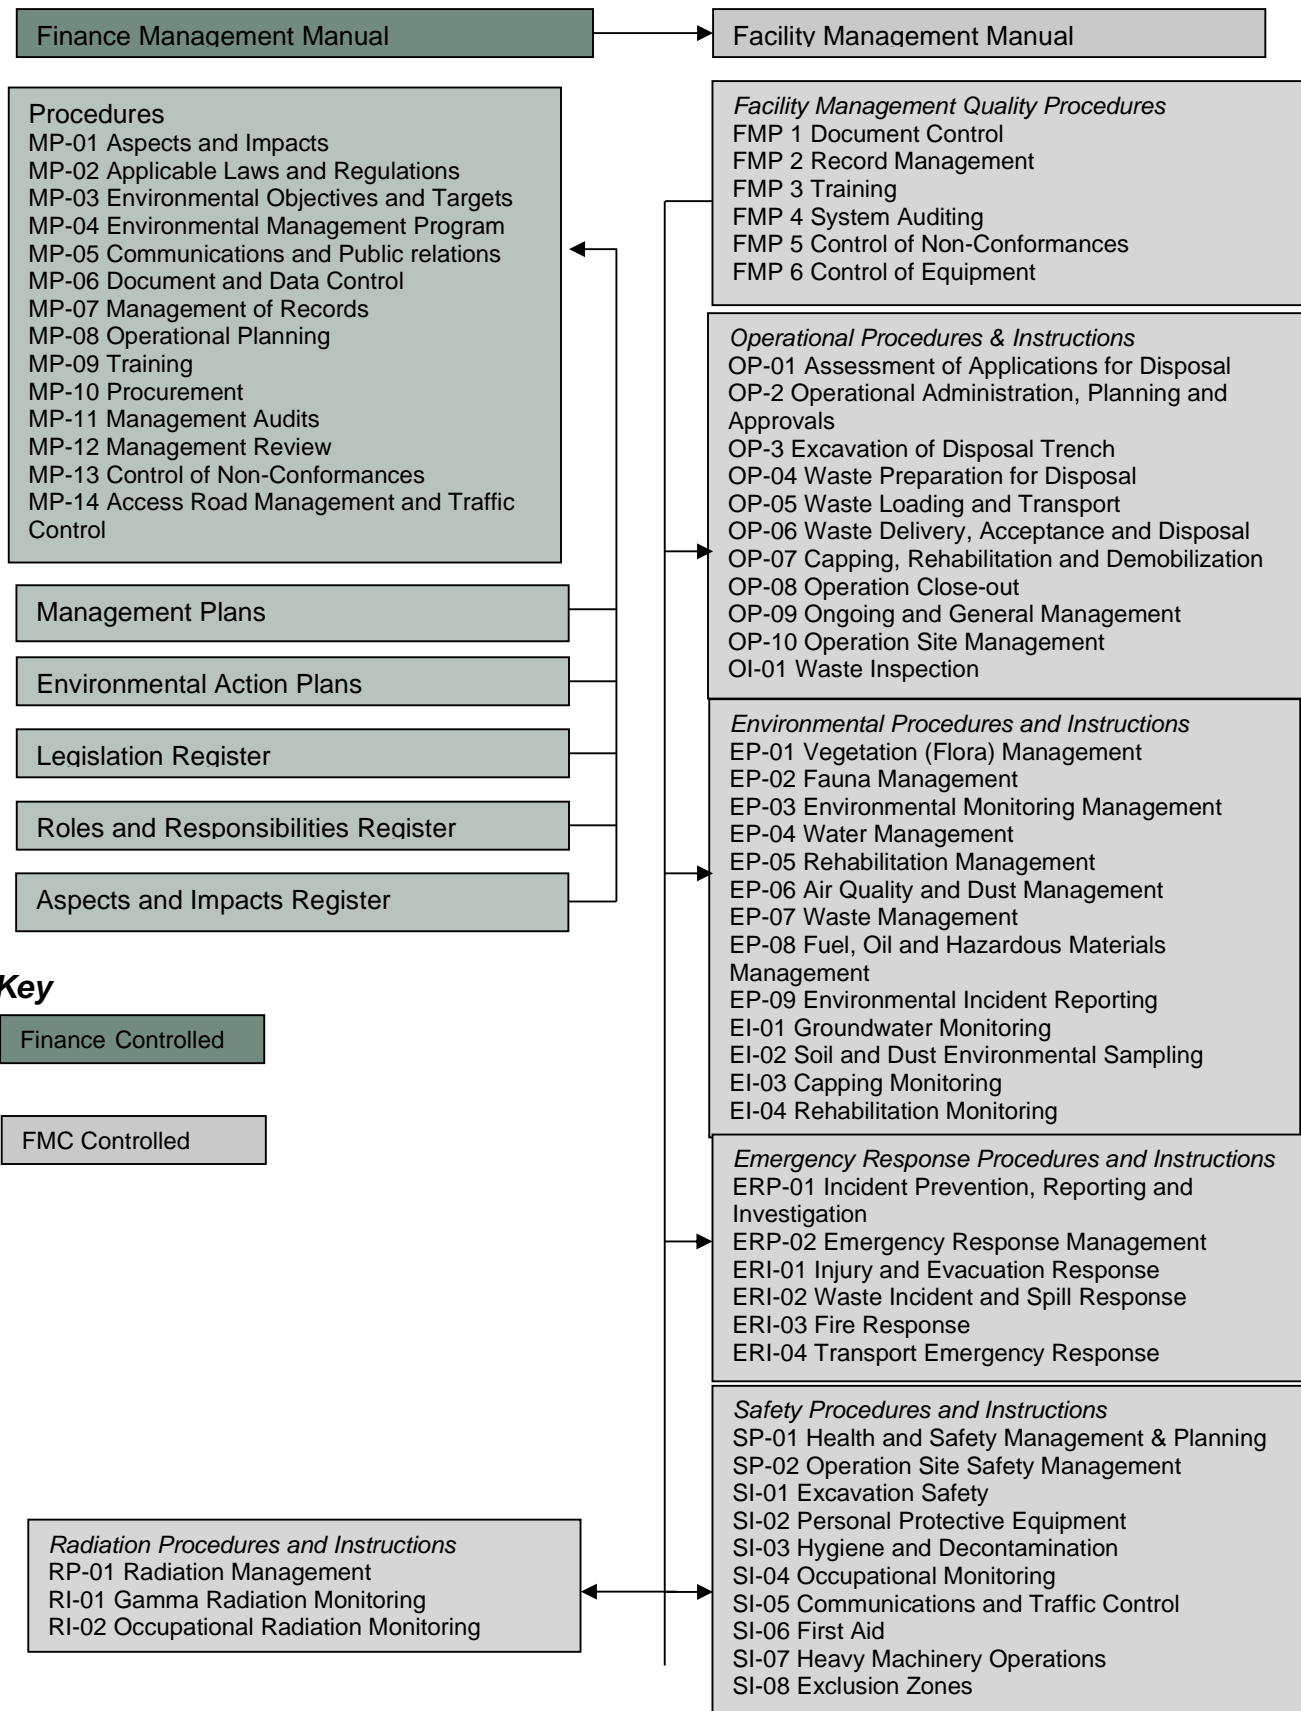 Finance Management Manual
Facility Management Manual
Procedures
MP-01 Aspects and Impacts
MP-02 Applicable Laws and Regulations
MP-03 Environmental Objectives and Targets
MP-04 Environmental Management Program
MP-05 Communications and Public relations
MP-06 Document and Data Control
MP-07 Management of Records
MP-08 Operational Planning
MP-09 Training
MP-10 Procurement
MP-11 Management Audits
MP-12 Management Review
MP-13 Control of Non-Conformances
MP-14 Access Road Management and Traffic
Control
Management Plans
Environmental Action Plans
Legislation Register
Roles and Responsibilities Register
Aspects and Impacts Register
Key
Finance Controlled
FMC Controlled
Facility Management Quality Procedures
FMP 1 Document Control
FMP 2 Record Management
FMP 3 Training
FMP 4 System Auditing
FMP 5 Control of Non-Conformances
FMP 6 Control of Equipment
Operational Procedures & Instructions
OP-01 Assessment of Applications for Disposal
OP-2 Operational Administration, Planning and
Approvals
OP-3 Excavation of Disposal Trench
OP-04 Waste Preparation for Disposal
OP-05 Waste Loading and Transport
OP-06 Waste Delivery, Acceptance and Disposal
OP-07 Capping, Rehabilitation and Demobilization
OP-08 Operation Close-out
OP-09 Ongoing and General Management
OP-10 Operation Site Management
OI-01 Waste Inspection
Environmental Procedures and Instructions
EP-01 Vegetation (Flora) Management
EP-02 Fauna Management
EP-03 Environmental Monitoring Management
EP-04 Water Management
EP-05 Rehabilitation Management
EP-06 Air Quality and Dust Management
EP-07 Waste Management
EP-08 Fuel, Oil and Hazardous Materials
Management
EP-09 Environmental Incident Reporting
EI-01 Groundwater Monitoring
EI-02 Soil and Dust Environmental Sampling
EI-03 Capping Monitoring
EI-04 Rehabilitation Monitoring
Emergency Response Procedures and Instructions
ERP-01 Incident Prevention, Reporting and
Investigation
ERP-02 Emergency Response Management
ERI-01 Injury and Evacuation Response
ERI-02 Waste Incident and Spill Response
ERI-03 Fire Response
ERI-04 Transport Emergency Response
Safety Procedures and Instructions
SP-01 Health and Safety Management & Planning
SP-02 Operation Site Safety Management
SI-01 Excavation Safety
SI-02 Personal Protective Equipment
SI-03 Hygiene and Decontamination
SI-04 Occupational Monitoring
SI-05 Communications and Traffic Control
SI-06 First Aid
SI-07 Heavy Machinery Operations
SI-08 Exclusion Zones
Radiation Procedures and Instructions
RP-01 Radiation Management
RI-01 Gamma Radiation Monitoring
RI-02 Occupational Radiation Monitoring